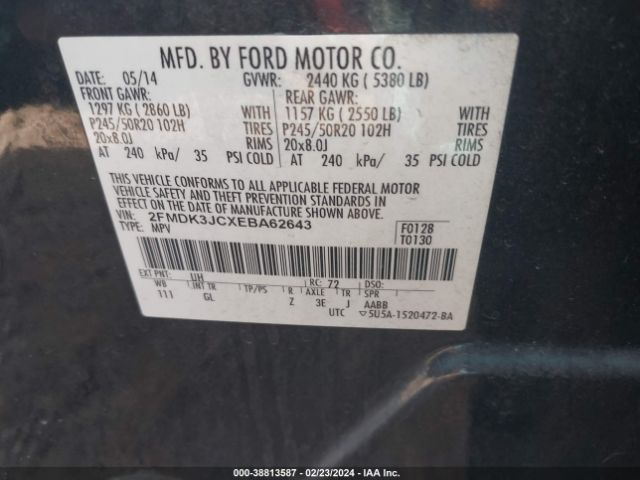 MFD. BY FORD MOTOR CO.
DATE: 05/14 GVWR: 2440 KG ( 5380 LB)
FRONT GAWR: REAR GAWR:
1297 KG ( 2860 LB) WITH 1157 KG ( 2550 LB) WITH
P245/50R20 102H TIRES P245/50R20 102H TIRES
20x8.0J RIMS 20x8.0J RIMS
AT 240 kPa/ 35 PSI COLD AT 240 kPa/ 35 PSI COLD
THIS VEHICLE CONFORMS TO ALL APPLICABLE FEDERAL MOTOR
VEHICLE SAFETY AND THEFT PREVENTION STANDARDS IN
EFFECT ON THE DATE OF MANUFACTURE SHOWN ABOVE.
VIN: 2FMDK3JCXEBA62643 F0128
TYPE: MPV T0130
EXT PNT: UH RC: 72 DSO:
WB INT TR TP/PS R AXLE TR SPR
111 GL Z 3E J AABB
UTC ▽5U5A-1520472-BA
000-38813587 - 02/23/2024 - IAA Inc.